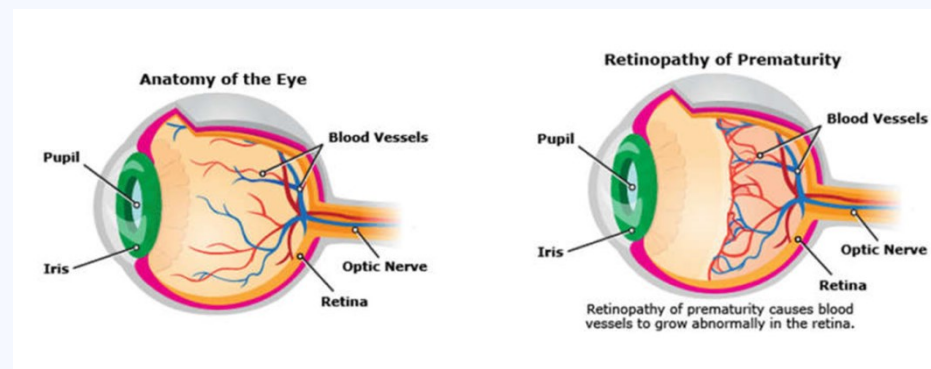 Anatomy of the Eye
Blood Vessels
Pupil
Iris
Optic Nerve
Retina
Retinopathy of Prematurity
Blood Vessels
Pupil
Iris
Optic Nerve
Retina
Retinopathy of prematurity causes blood
vessels to grow abnormally in the retina.